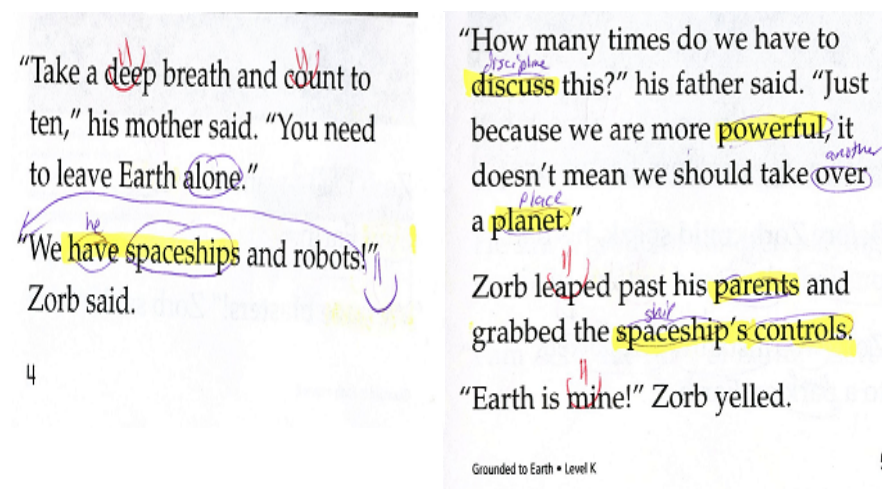 "Take a deep breath and count to
ten," his mother said. "You need
to leave Earth alone."
he
"We have spaceships and robots!"
Zorb said.
4
"How many times do we have to
discipline
discuss this?" his father said. "Just
because we are more powerful, it
another
doesn't mean we should take over
place
a planet."
Zorb leaped past his parents and
ship
grabbed the spaceship's controls.
"Earth is mine!" Zorb yelled.
Grounded to Earth • Level K